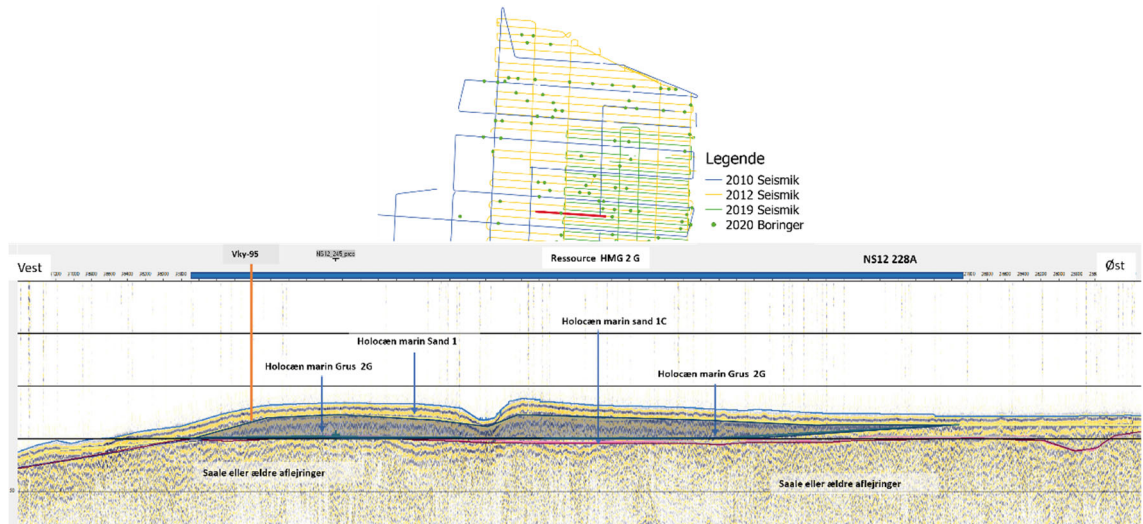 Legende
2010 Seismik
2012 Seismik
2019 Seismik
2020 Boringer
Vky-95
Ressource HMG 2 G
NS12 228A
Vest
Øst
Holocæn marin sand 1C
Holocæn marin Sand 1
Holocæn marin Grus 2G
Holocæn marin Grus 2G
Saale eller ældre aflejringer
Saale eller ældre aflejringer